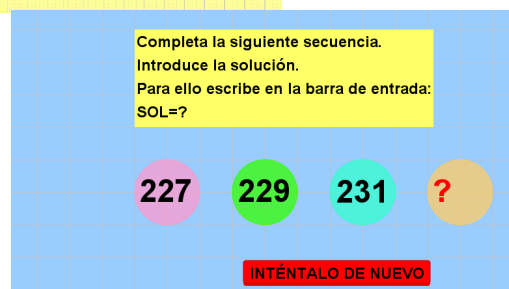 Completa la siguiente secuencia.
Introduce la solución.
Para ello escribe en la barra de entrada:
SOL=?
227 229 231 ?
INTÉNTALO DE NUEVO